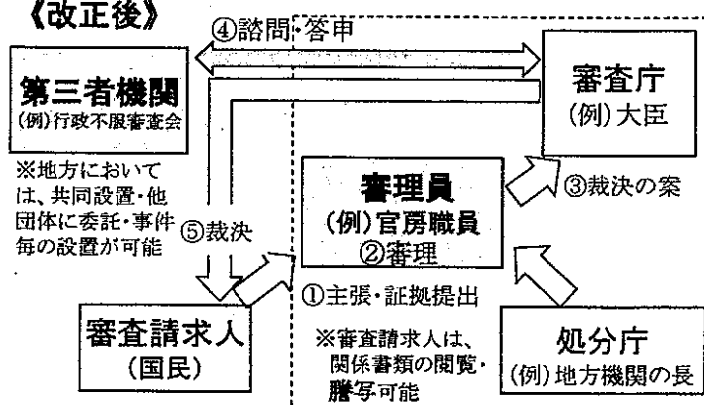 《改正後》
④諮問・答申
第三者機関
(例)行政不服審査会
審査庁
(例)大臣
※地方において
は、共同設置・他
団体に委託・事件
毎の設置が可能
⑤裁決
審理員
(例)官房職員
②審理
③裁決の案
①主張・証拠提出
審査請求人
(国民)
※審査請求人は、
関係書類の閲覧・
謄写可能
処分庁
(例)地方機関の長